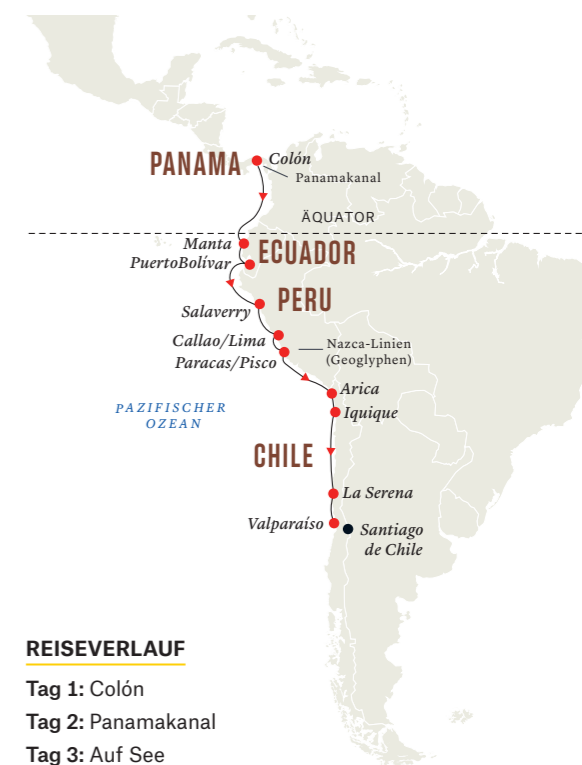 PANAMA
Colón
Panamakanal
ÄQUATOR
Manta
ECUADOR
PuertoBolívar
PERU
Salaverry
Callao/Lima
Nazca-Linien
(Geoglyphen)
Paracas/Pisco
Arica
PAZIFISCHER
OZEAN
Iquique
CHILE
La Serena
Valparaíso
Santiago
de Chile
REISEVERLAUF
Tag 1: Colón
Tag 2: Panamakanal
Tag 3: Auf See